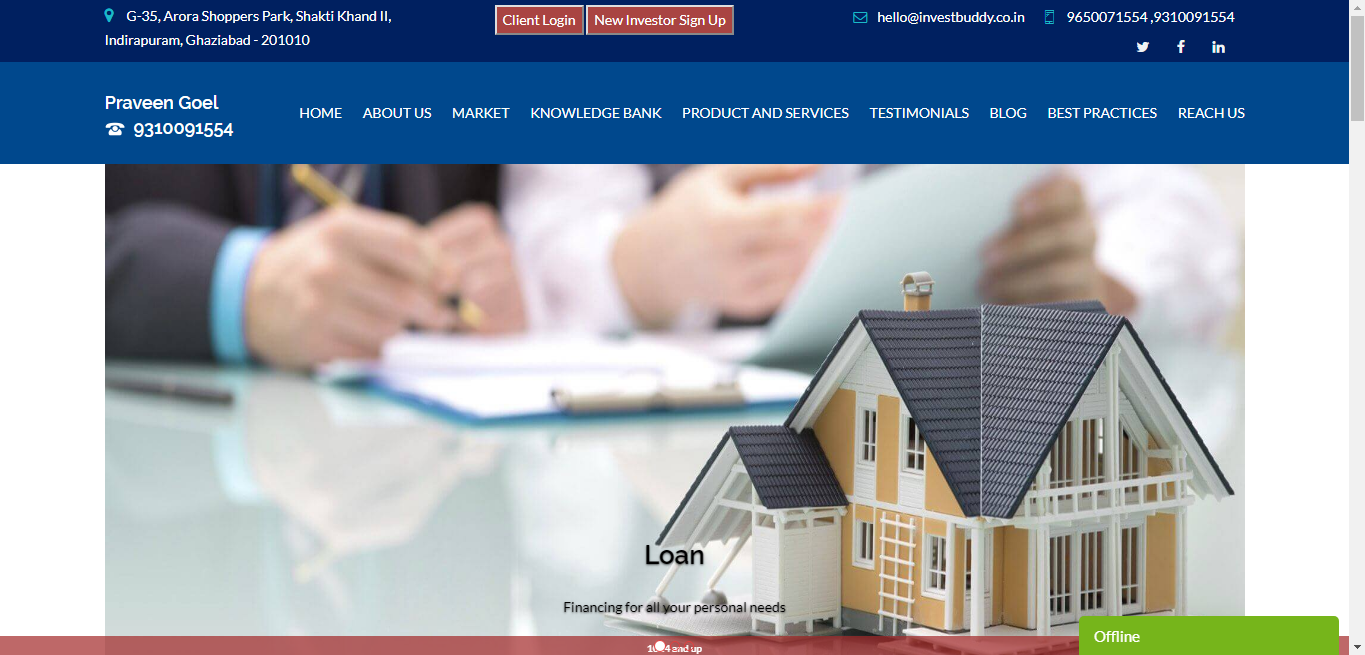 G-35, Arora Shoppers Park, Shakti Khand II,
Indirapuram, Ghaziabad - 201010
Client Login
New Investor Sign Up
hello@investbuddy.co.in
9650071554 ,9310091554
Praveen Goel
9310091554
HOME
ABOUT US
MARKET
KNOWLEDGE BANK
PRODUCT AND SERVICES
TESTIMONIALS
BLOG
BEST PRACTICES
REACH US
Loan
Financing for all your personal needs
and up
Offline